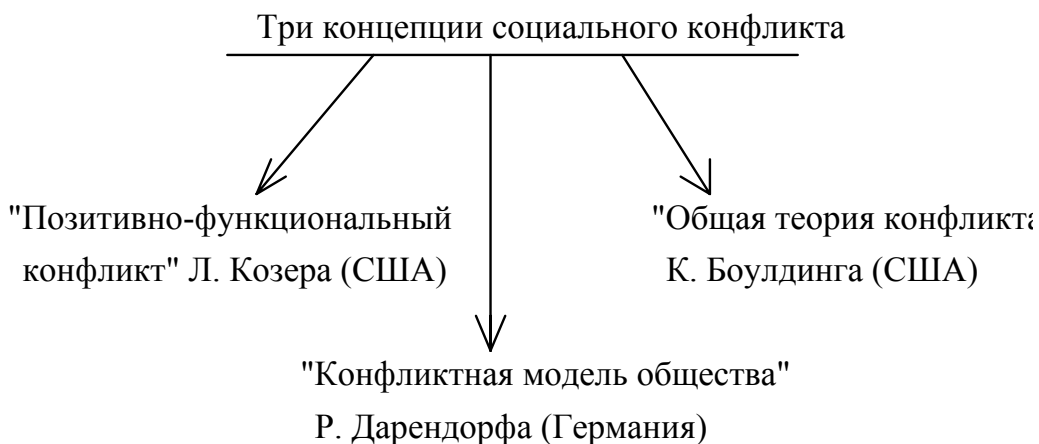 Три концепции социального конфликта
"Позитивно-функциональный
конфликт" Л. Козера (США)
"Общая теория конфликта
К. Боулдинга (США)
"Конфликтная модель общества"
Р. Дарендорфа (Германия)